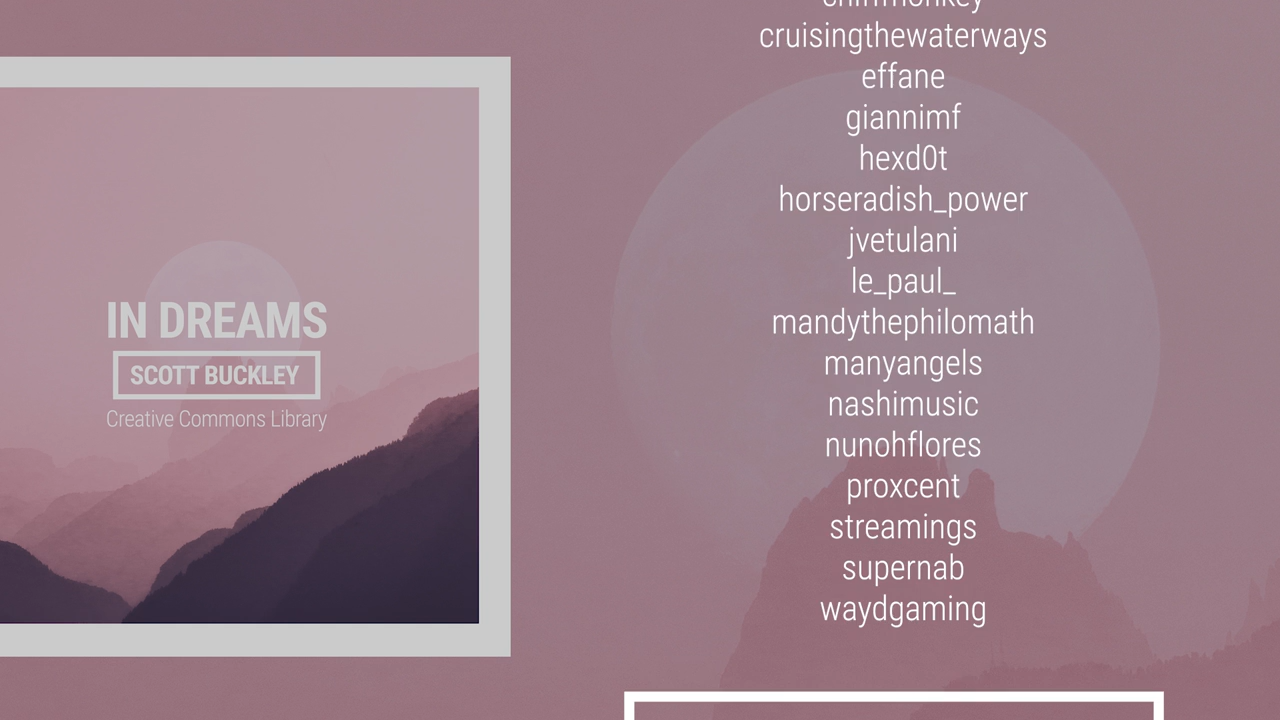 IN DREAMS
SCOTT BUCKLEY
Creative Commons Library
cruisingthewaterways
effane
giannimf
hexd0t
horseradish_power
jvetulani
le_paul_
mandythephilomath
manyangels
nashimusic
nunohflores
proxcent
streamings
supernab
waydgaming